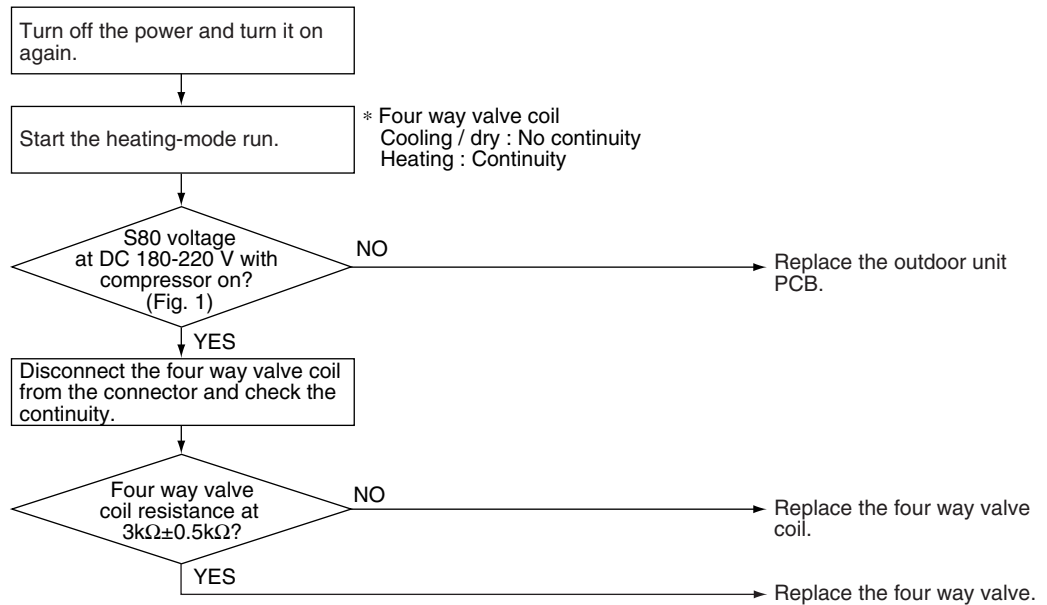 Turn off the power and turn it on
again.
Start the heating-mode run.
* Four way valve coil
Cooling / dry : No continuity
Heating : Continuity
S80 voltage
at DC 180-220 V with
compressor on?
(Fig. 1)
NO
Replace the outdoor unit
PCB.
YES
Disconnect the four way valve coil
from the connector and check the
continuity.
Four way valve
coil resistance at
3kΩ±0.5kΩ?
NO
Replace the four way valve
coil.
YES
Replace the four way valve.